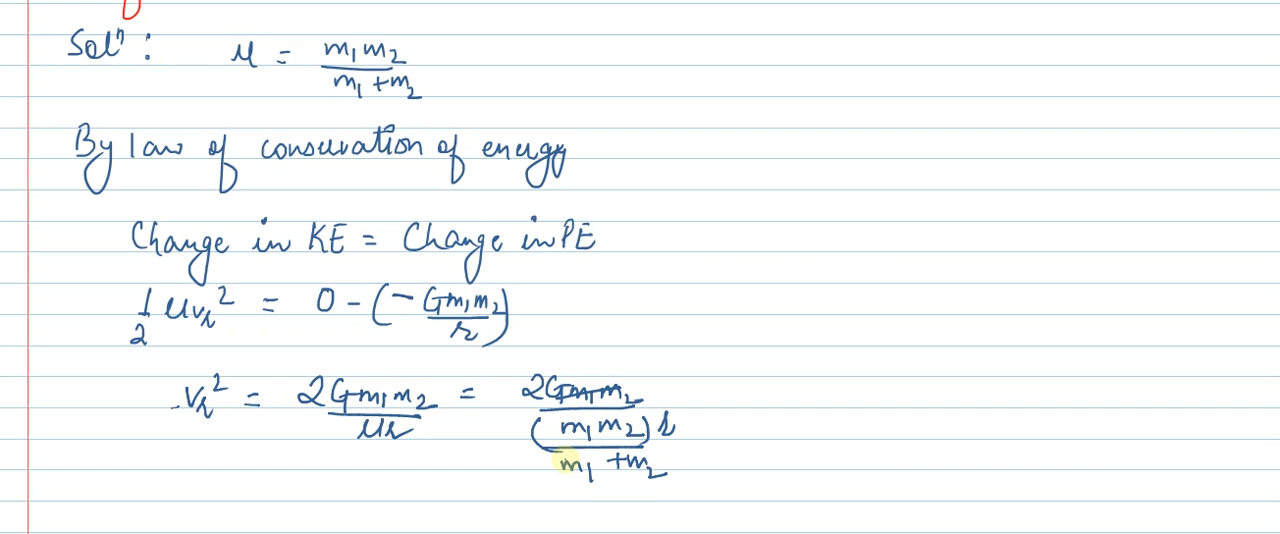 Solⁿ : μ = m₁m₂ / (m₁ + m₂)
By law of conservation of energy
Change in KE = Change in PE
1/2 μv_r² = 0 - (- Gm₁m₂ / r)
v_r² = 2Gm₁m₂ / μr = 2Gm₁m₂ / ((m₁m₂ / m₁ + m₂) r)